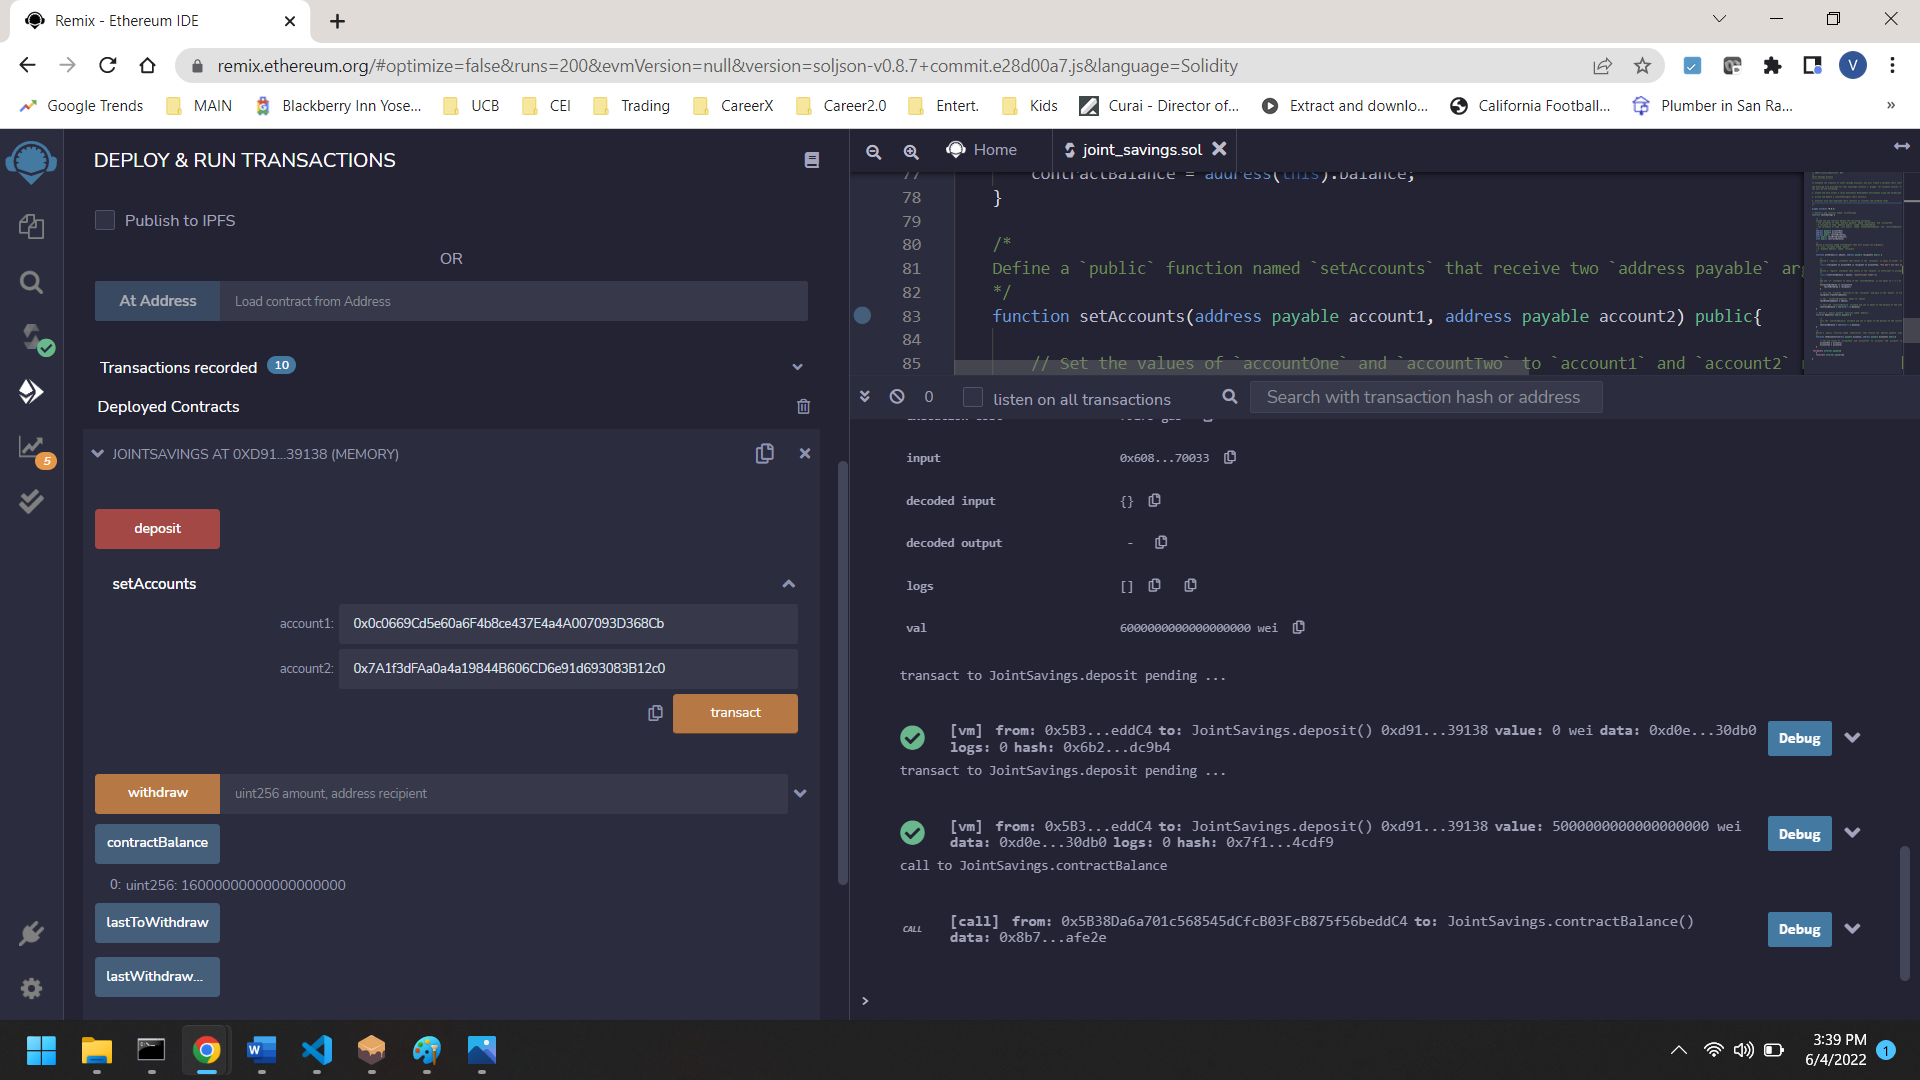 Remix - Ethereum IDE
remix.ethereum.org/#optimize=false&runs=200&evmVersion=null&version=soljson-v0.8.7+commit.e28d00a7.js&language=Solidity
V
Google Trends
MAIN
Blackberry Inn Yose...
UCB
CEI
Trading
CareerX
Career2.0
Entert.
Kids
Curai - Director of...
Extract and downlo...
California Football...
Plumber in San Ra...
»
DEPLOY & RUN TRANSACTIONS
Publish to IPFS
OR
At Address
Load contract from Address
Transactions recorded 10
Deployed Contracts
JOINTSAVINGS AT 0XD91...39138 (MEMORY)
deposit
setAccounts
account1: 0x0c0669Cd5e60a6F4b8ce437E4a4A007093D368Cb
account2: 0x7A1f3dFAa0a4a19844B606CD6e91d693083B12c0
transact
withdraw
uint256 amount, address recipient
contractBalance
0: uint256: 16000000000000000000
lastToWithdraw
lastWithdraw...
5
Home
joint_savings.sol
77 contractBalance = address(this).balance;
78 }
79
80 /*
81 Define a `public` function named `setAccounts` that receive two `address payable` ar
82 */
83 function setAccounts(address payable account1, address payable account2) public{
84
85 // Set the values of `accountOne` and `accountTwo` to `account1` and `account2`
0
listen on all transactions
Search with transaction hash or address
input 0x608...70033
decoded input {}
decoded output -
logs []
val 6000000000000000000 wei
transact to JointSavings.deposit pending ...
[vm] from: 0x5B3...eddC4 to: JointSavings.deposit() 0xd91...39138 value: 0 wei data: 0xd0e...30db0
logs: 0 hash: 0x6b2...dc9b4
Debug
transact to JointSavings.deposit pending ...
[vm] from: 0x5B3...eddC4 to: JointSavings.deposit() 0xd91...39138 value: 5000000000000000000 wei
data: 0xd0e...30db0 logs: 0 hash: 0x7f1...4cdf9
Debug
call to JointSavings.contractBalance
CALL
[call] from: 0x5B38Da6a701c568545dCfcB03FcB875f56beddC4 to: JointSavings.contractBalance()
data: 0x8b7...afe2e
Debug
>
3:39 PM
6/4/2022
1